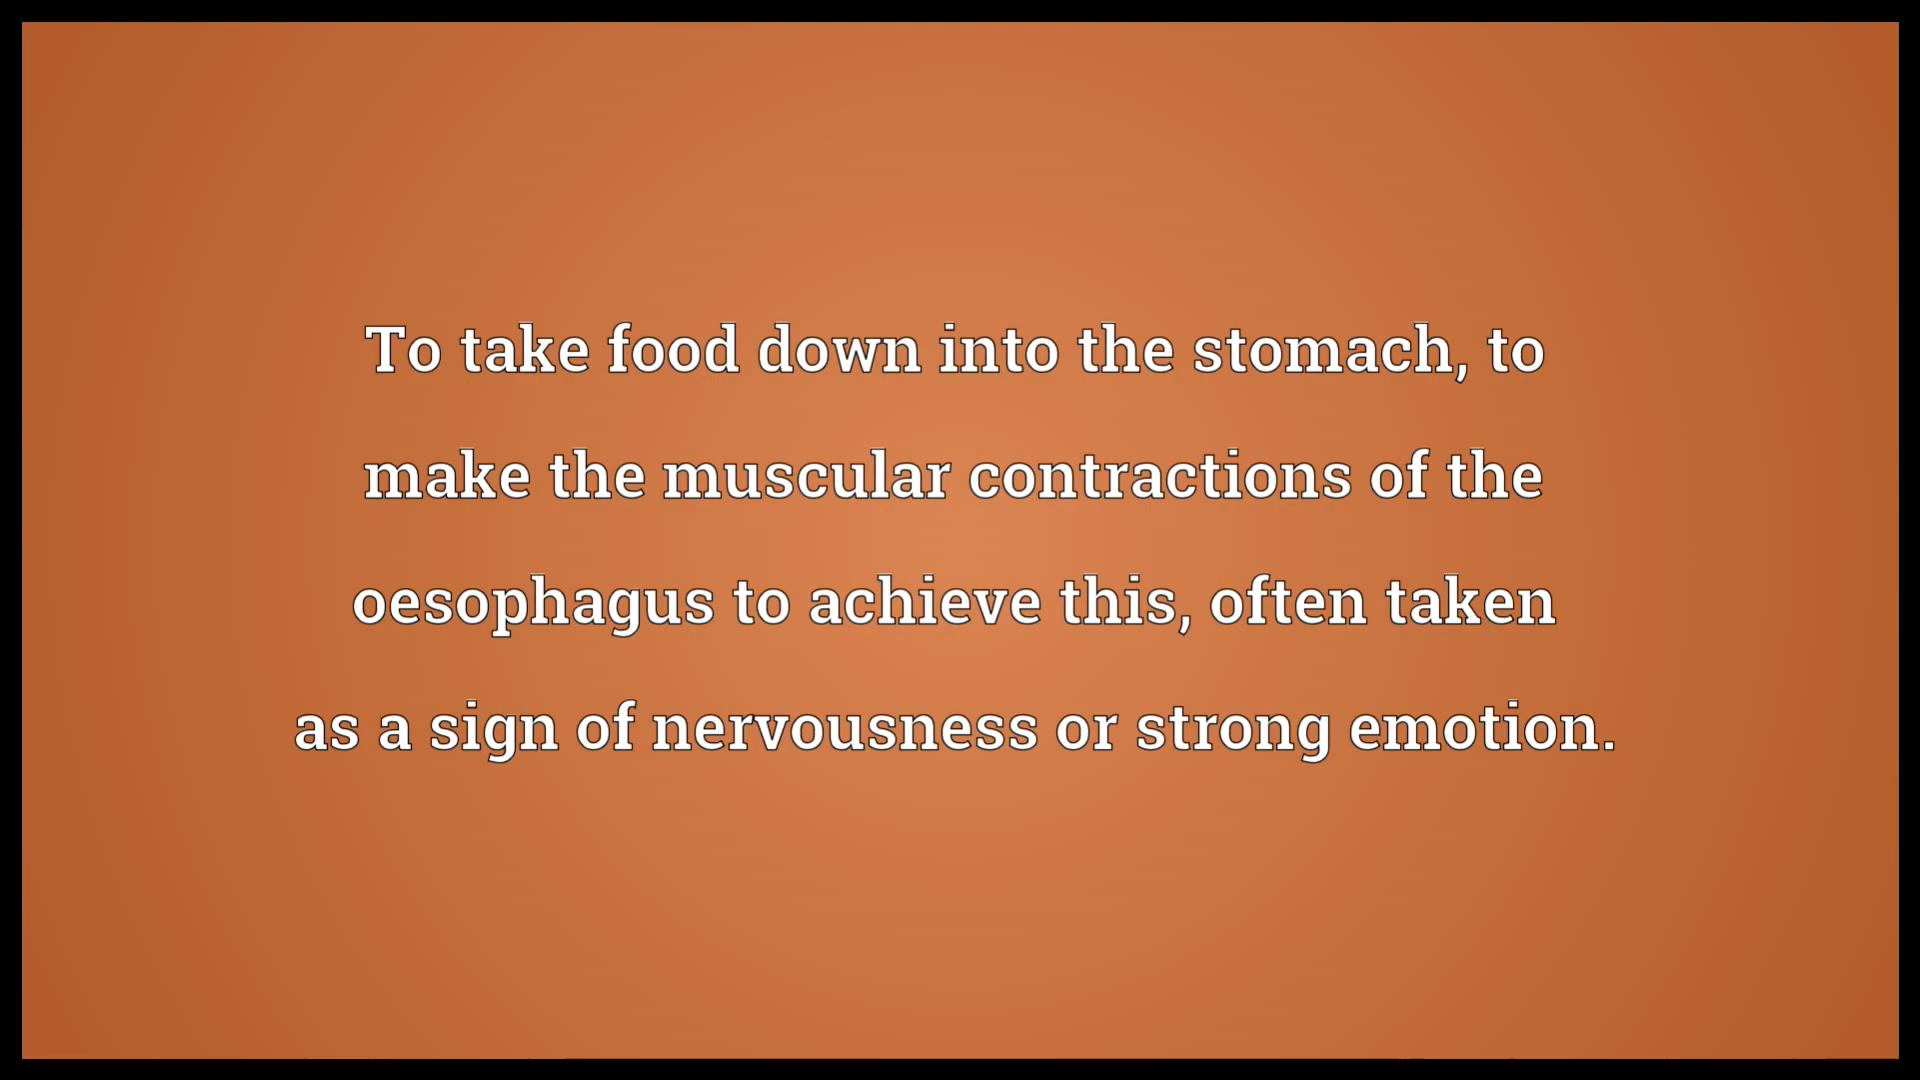 To take food down into the stomach, to
make the muscular contractions of the
oesophagus to achieve this, often taken
as a sign of nervousness or strong emotion.